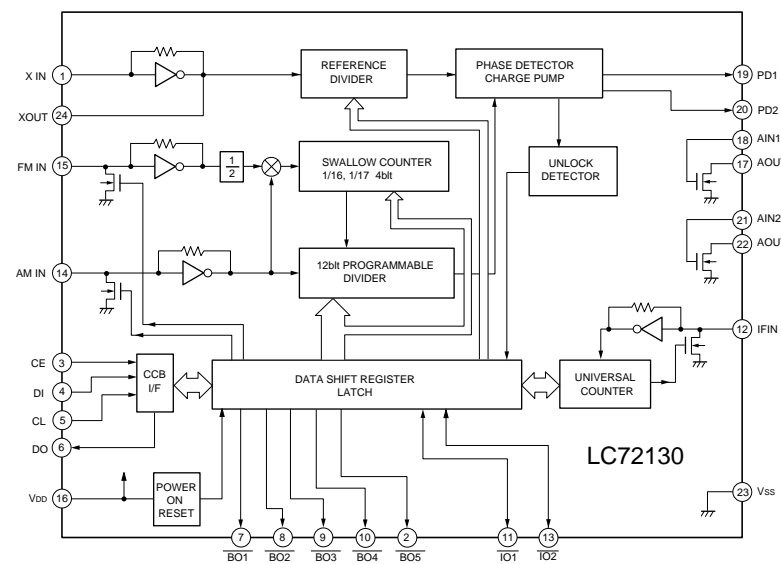 X IN 1
REFERENCE
DIVIDER
PHASE DETECTOR
CHARGE PUMP
19 PD1
XOUT 24
20 PD2
18 AIN1
FM IN 15
1
2
SWALLOW COUNTER
1/16, 1/17 4blt
UNLOCK
DETECTOR
17 AOU
21 AIN2
22 AOU
AM IN 14
12blt PROGRAMMABLE
DIVIDER
12 IFIN
CE 3
DI 4
CL 5
DO 6
CCB
I/F
DATA SHIFT REGISTER
LATCH
UNIVERSAL
COUNTER
LC72130
VDD 16
POWER
ON
RESET
23 VSS
7 8 9 10 2 11 13
BO1 BO2 BO3 BO4 BO5 IO1 IO2